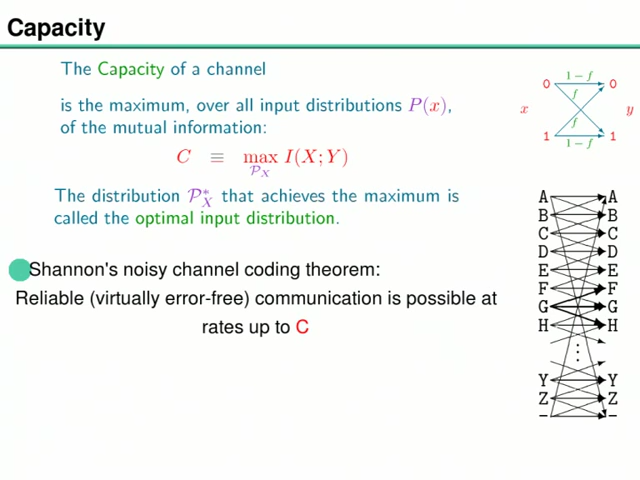 Capacity
The Capacity of a channel
is the maximum, over all input distributions P(x),
of the mutual information:
C ≡ max I(X;Y)
P_X
The distribution P*_X that achieves the maximum is
called the optimal input distribution.
Shannon's noisy channel coding theorem:
Reliable (virtually error-free) communication is possible at
rates up to C
1 − f
0 0
f
x y
f
1 1
1 − f
A A
B B
C C
D D
E E
F F
G G
H H
⋮
Y Y
Z Z
- -